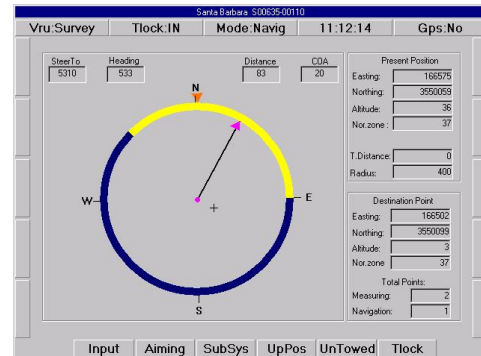 Santa Barbara S00635-00110
Vru:Survey Tlock:IN Mode:Navig 11:12:14 Gps:No
SteerTo Heading Distance COA
5310 533 83 20
N
W
E
S
Present Position
Easting: 166575
Northing: 3550059
Altitude: 36
Nor.zone : 37
T.Distance: 0
Radius: 400
Destination Point
Easting: 166502
Northing: 3550099
Altitude: 3
Nor.zone 37
Total Points:
Measuring: 2
Navigation: 1
Input Aiming SubSys UpPos UnTowed Tlock